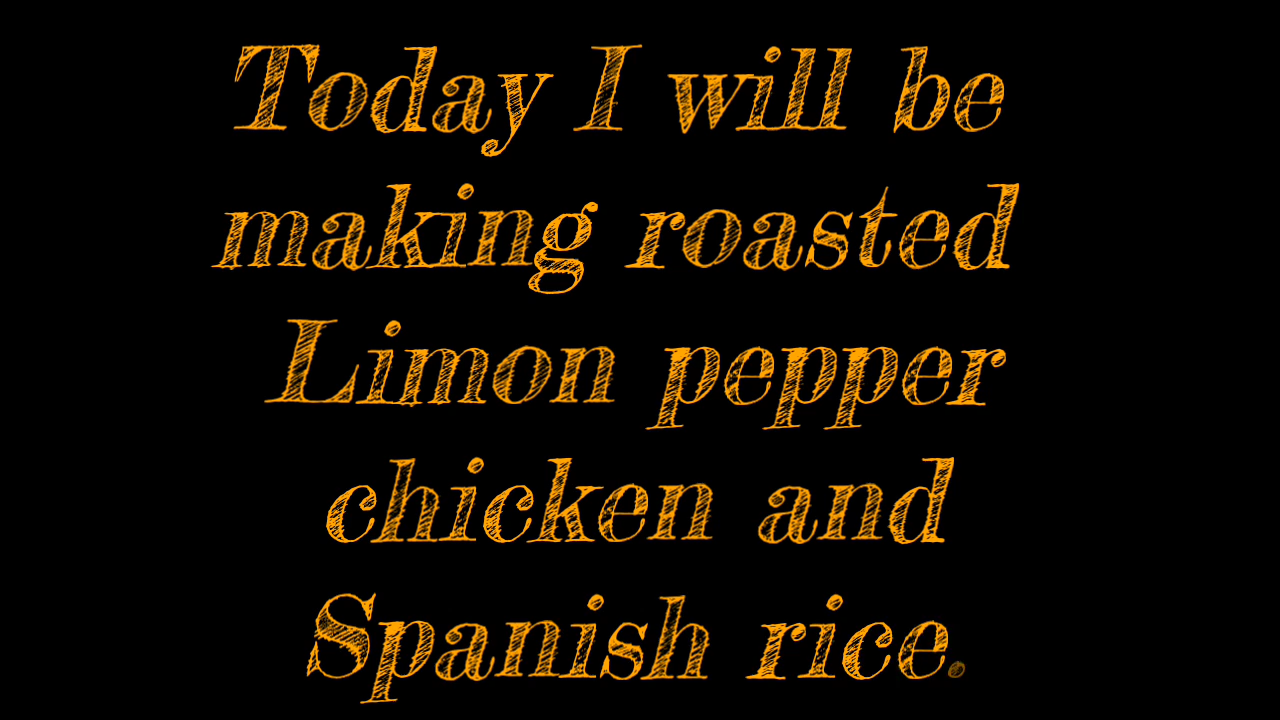 Today I will be
making roasted
Limon pepper
chicken and
Spanish rice.